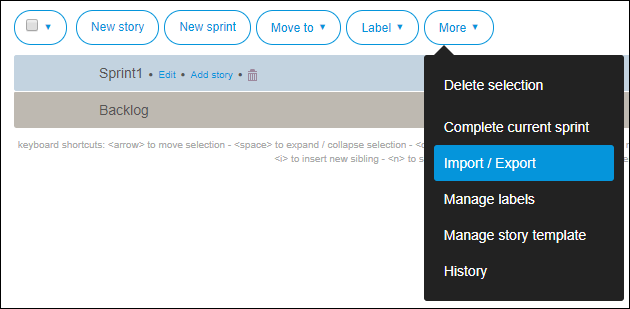 New story New sprint Move to ▼ Label ▼ More ▼
Sprint1 • Edit • Add story •
Backlog
Delete selection
Complete current sprint
Import / Export
Manage labels
Manage story template
History
keyboard shortcuts: <arrow> to move selection - <space> to expand / collapse selection -
<i> to insert new sibling - <n> to